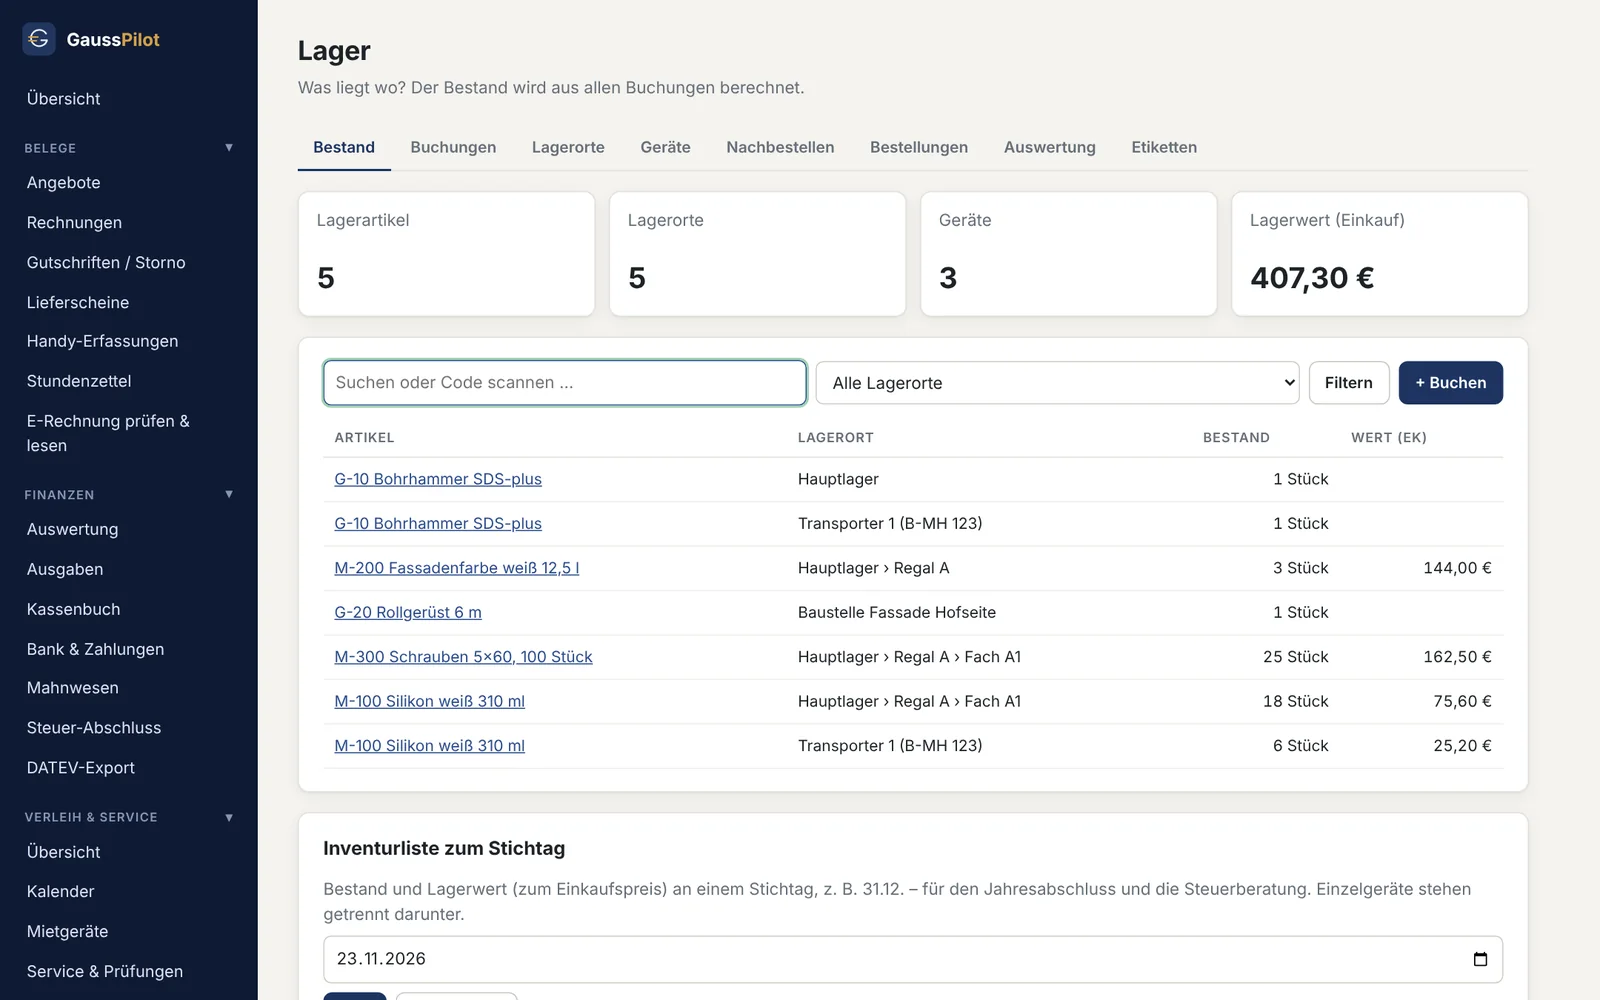 GaussPilot
Übersicht
BELEGE ▼
Angebote
Rechnungen
Gutschriften / Storno
Lieferscheine
Handy-Erfassungen
Stundenzettel
E-Rechnung prüfen &
lesen
FINANZEN ▼
Auswertung
Ausgaben
Kassenbuch
Bank & Zahlungen
Mahnwesen
Steuer-Abschluss
DATEV-Export
VERLEIH & SERVICE ▼
Übersicht
Kalender
Mietgeräte
Service & Prüfungen
Lager
Was liegt wo? Der Bestand wird aus allen Buchungen berechnet.
Bestand Buchungen Lagerorte Geräte Nachbestellen Bestellungen Auswertung Etiketten
Lagerartikel Lagerorte Geräte Lagerwert (Einkauf)
5 5 3 407,30 €
Suchen oder Code scannen ... Alle Lagerorte Filtern + Buchen
ARTIKEL LAGERORT BESTAND WERT (EK)
G-10 Bohrhammer SDS-plus Hauptlager 1 Stück
G-10 Bohrhammer SDS-plus Transporter 1 (B-MH 123) 1 Stück
M-200 Fassadenfarbe weiß 12,5 l Hauptlager › Regal A 3 Stück 144,00 €
G-20 Rollgerüst 6 m Baustelle Fassade Hofseite 1 Stück
M-300 Schrauben 5×60, 100 Stück Hauptlager › Regal A › Fach A1 25 Stück 162,50 €
M-100 Silikon weiß 310 ml Hauptlager › Regal A › Fach A1 18 Stück 75,60 €
M-100 Silikon weiß 310 ml Transporter 1 (B-MH 123) 6 Stück 25,20 €
Inventurliste zum Stichtag
Bestand und Lagerwert (zum Einkaufspreis) an einem Stichtag, z. B. 31.12. – für den Jahresabschluss und die Steuerberatung. Einzelgeräte stehen
getrennt darunter.
23.11.2026